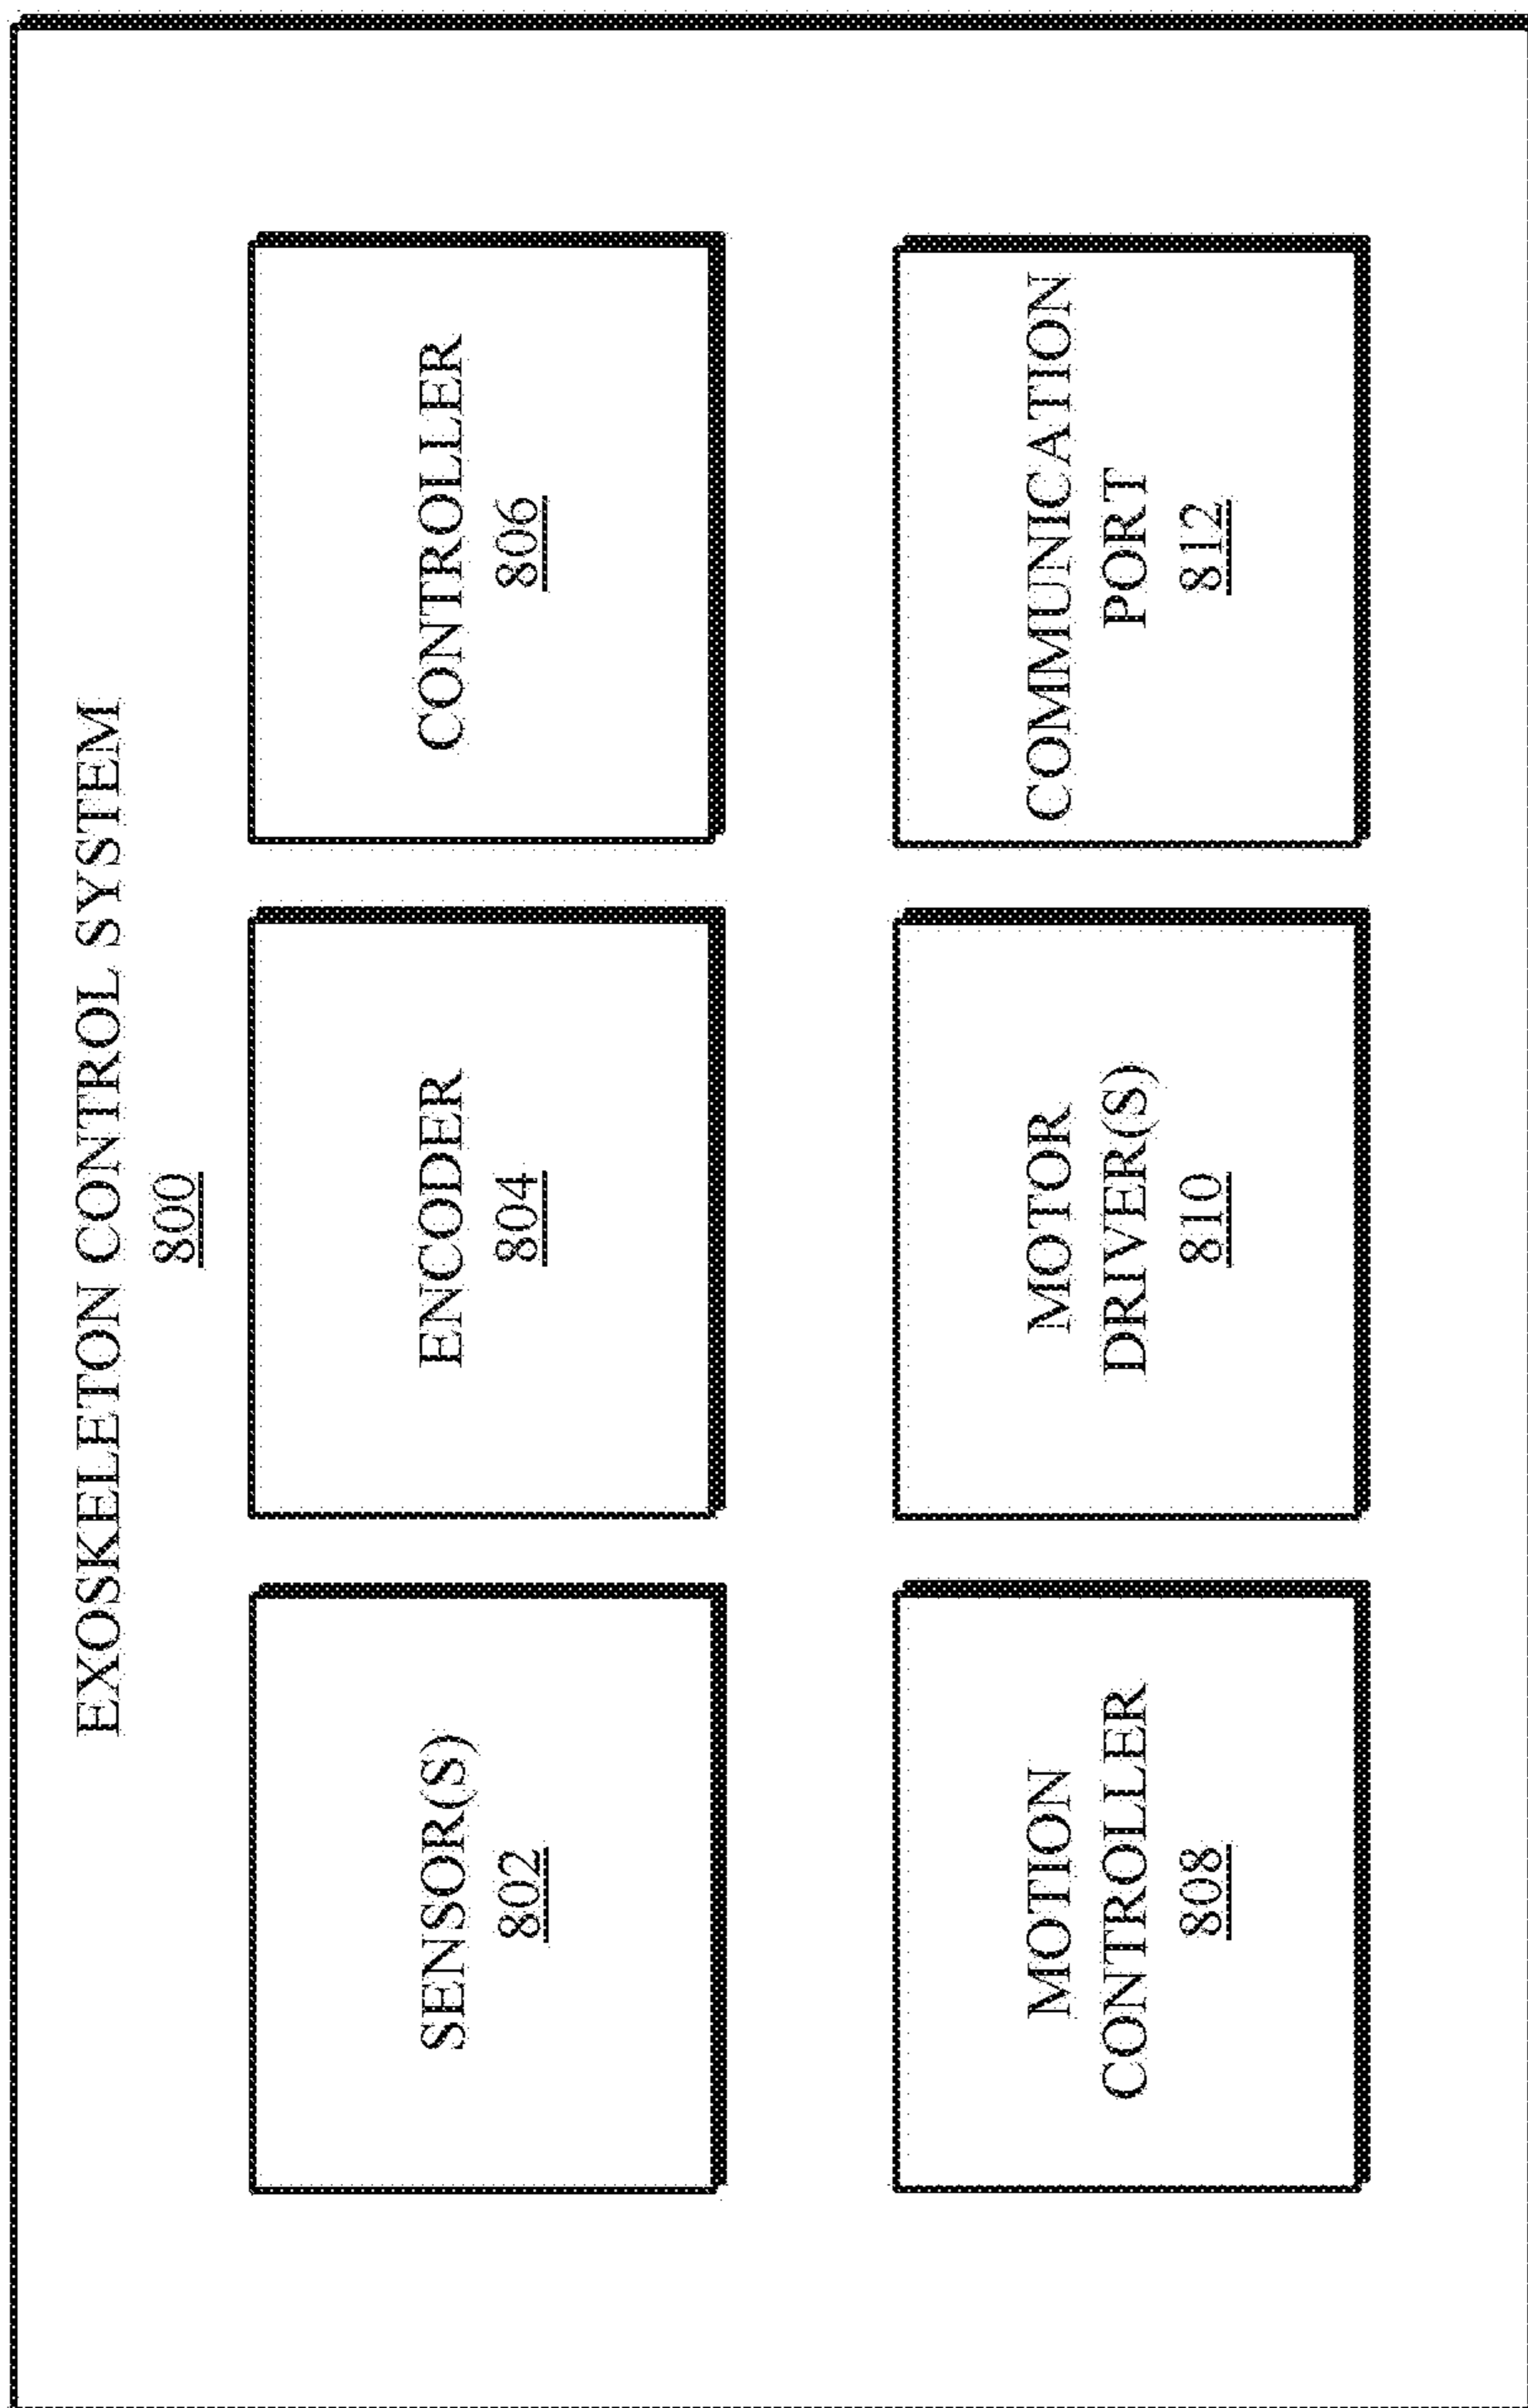 EXOSKELETON CONTROL SYSTEM
800
SENSOR(S)
802
ENCODER
804
CONTROLLER
806
MOTION
CONTROLLER
808
MOTOR
DRIVER(S)
810
COMMUNICATION
PORT
812